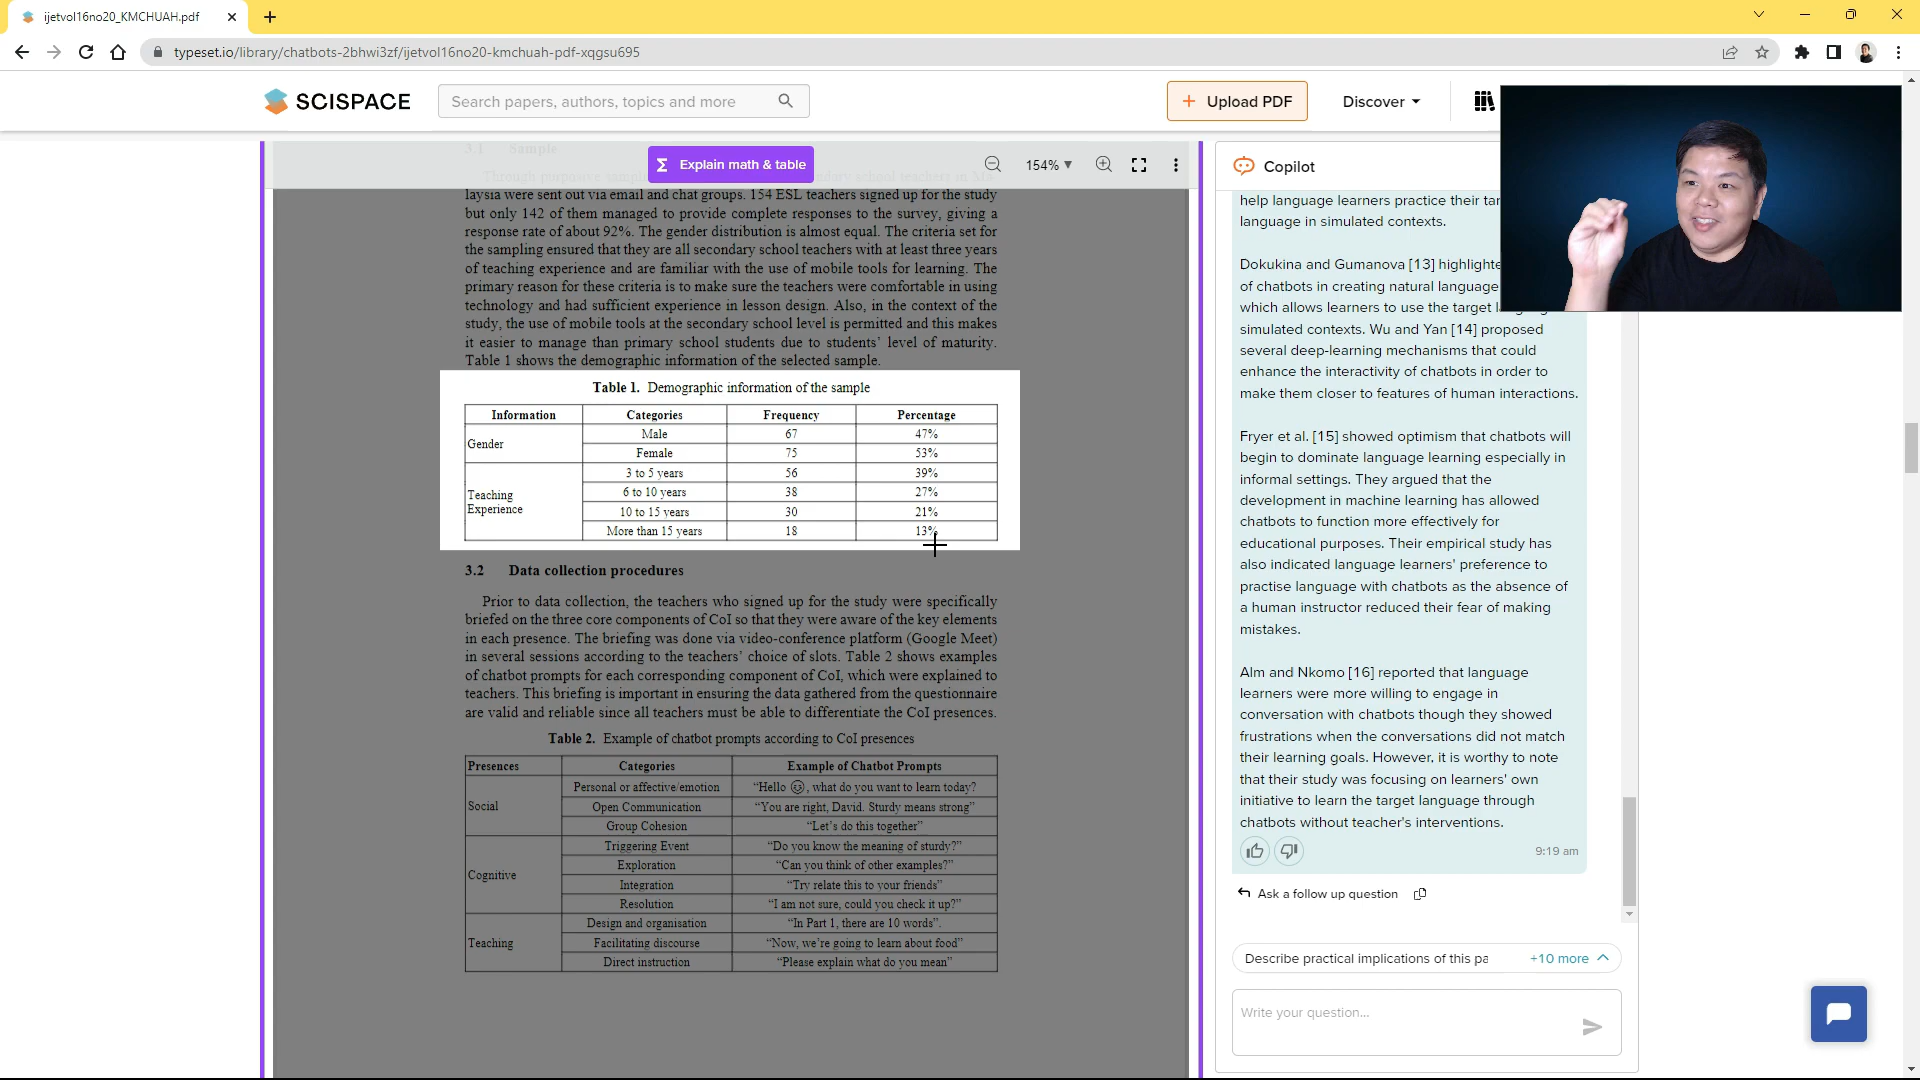 ijetvol16no20_KMCHUAH.pdf
typeset.io/library/chatbots-2bhwi3zf/ijetvol16no20-kmchuah-pdf-xqgsu695
SCISPACE
Search papers, authors, topics and more
Upload PDF
Discover
3.1 Sample
Explain math & table
154%
laysia were sent out via email and chat groups. 154 ESL teachers signed up for the study
but only 142 of them managed to provide complete responses to the survey, giving a
response rate of about 92%. The gender distribution is almost equal. The criteria set for
the sampling ensured that they are all secondary school teachers with at least three years
of teaching experience and are familiar with the use of mobile tools for learning. The
primary reason for these criteria is to make sure the teachers were comfortable in using
technology and had sufficient experience in lesson design. Also, in the context of the
study, the use of mobile tools at the secondary school level is permitted and this makes
it easier to manage than primary school students due to students' level of maturity.
Table 1 shows the demographic information of the selected sample.
Table 1. Demographic information of the sample
Information Categories Frequency Percentage
Gender Male 67 47%
Female 75 53%
Teaching Experience 3 to 5 years 56 39%
6 to 10 years 38 27%
10 to 15 years 30 21%
More than 15 years 18 13%
3.2 Data collection procedures
Prior to data collection, the teachers who signed up for the study were specifically
briefed on the three core components of CoI so that they were aware of the key elements
in each presence. The briefing was done via video-conference platform (Google Meet)
in several sessions according to the teachers' choice of slots. Table 2 shows examples
of chatbot prompts for each corresponding component of CoI, which were explained to
teachers. This briefing is important in ensuring the data gathered from the questionnaire
are valid and reliable since all teachers must be able to differentiate the CoI presences.
Table 2. Example of chatbot prompts according to CoI presences
Presences Categories Example of Chatbot Prompts
Social Personal or affective/emotion "Hello ☺, what do you want to learn today?
Open Communication "You are right, David. Sturdy means strong"
Group Cohesion "Let's do this together"
Cognitive Triggering Event "Do you know the meaning of sturdy?"
Exploration "Can you think of other examples?"
Integration "Try relate this to your friends"
Resolution "I am not sure, could you check it up?"
Teaching Design and organisation "In Part 1, there are 10 words".
Facilitating discourse "Now, we're going to learn about food"
Direct instruction "Please explain what do you mean"
Copilot
help language learners practice their tar
language in simulated contexts.
Dokukina and Gumanova [13] highlighte
of chatbots in creating natural language
which allows learners to use the target
simulated contexts. Wu and Yan [14] proposed
several deep-learning mechanisms that could
enhance the interactivity of chatbots in order to
make them closer to features of human interactions.
Fryer et al. [15] showed optimism that chatbots will
begin to dominate language learning especially in
informal settings. They argued that the
development in machine learning has allowed
chatbots to function more effectively for
educational purposes. Their empirical study has
also indicated language learners' preference to
practise language with chatbots as the absence of
a human instructor reduced their fear of making
mistakes.
Alm and Nkomo [16] reported that language
learners were more willing to engage in
conversation with chatbots though they showed
frustrations when the conversations did not match
their learning goals. However, it is worthy to note
that their study was focusing on learners' own
initiative to learn the target language through
chatbots without teacher's interventions.
9:19 am
Ask a follow up question
Describe practical implications of this pa
+10 more
Write your question...